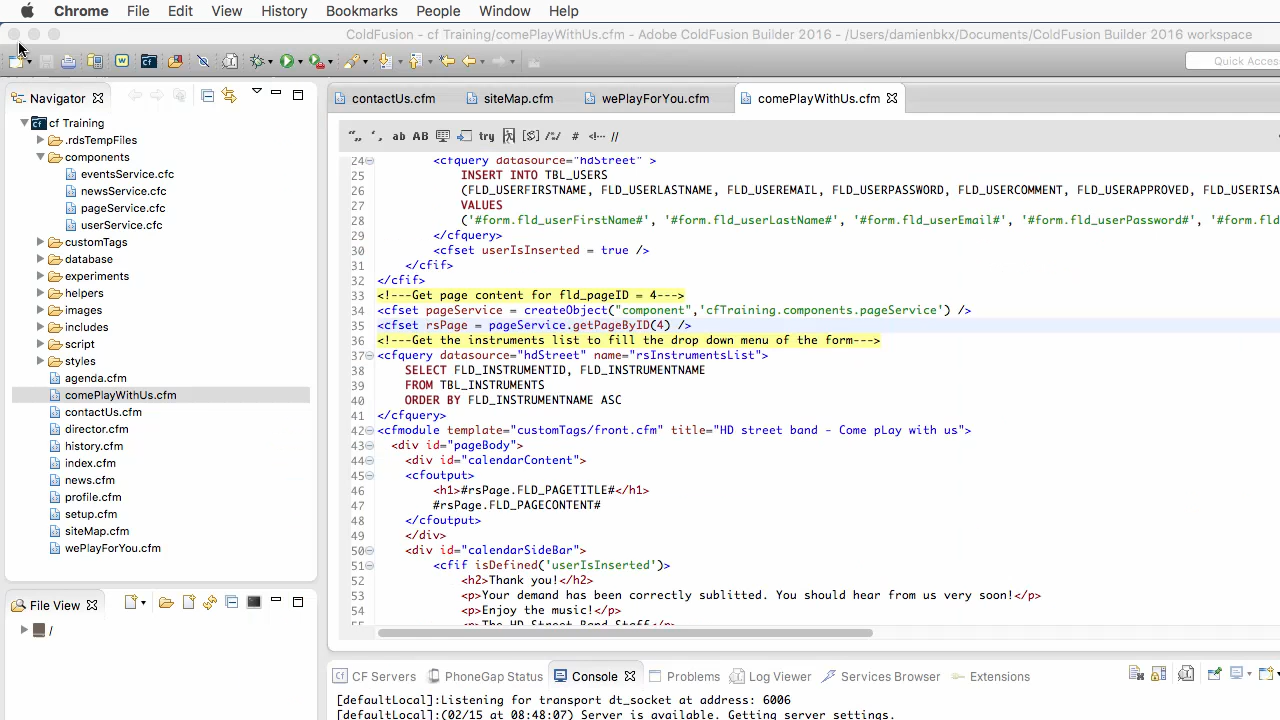 Chrome File Edit View History Bookmarks People Window Help
ColdFusion - cf Training/comePlayWithUs.cfm - Adobe ColdFusion Builder 2016 - /Users/damienbkx/Documents/ColdFusion Builder 2016 workspace
Quick Acces
Navigator
contactUs.cfm siteMap.cfm wePlayForYou.cfm comePlayWithUs.cfm
ab AB try # //
cf Training
.rdsTempFiles
components
eventsService.cfc
newsService.cfc
pageService.cfc
userService.cfc
customTags
database
experiments
helpers
images
includes
script
styles
agenda.cfm
comePlayWithUs.cfm
contactUs.cfm
director.cfm
history.cfm
index.cfm
news.cfm
profile.cfm
setup.cfm
siteMap.cfm
wePlayForYou.cfm
File View
/
24 <cfquery datasource="hdStreet" >
25 INSERT INTO TBL_USERS
26 (FLD_USERFIRSTNAME, FLD_USERLASTNAME, FLD_USEREMAIL, FLD_USERPASSWORD, FLD_USERCOMMENT, FLD_USERAPPROVED, FLD_USERISA
27 VALUES
28 ('#form.fld_userFirstName#', '#form.fld_userLastName#', '#form.fld_userEmail#', '#form.fld_userPassword#', '#form.fld
29 </cfquery>
30 <cfset userIsInserted = true />
31 </cfif>
32 </cfif>
33 <!---Get page content for fld_pageID = 4--->
34 <cfset pageService = createObject("component",'cfTraining.components.pageService') />
35 <cfset rsPage = pageService.getPageByID(4) />
36 <!---Get the instruments list to fill the drop down menu of the form--->
37 <cfquery datasource="hdStreet" name="rsInstrumentsList">
38 SELECT FLD_INSTRUMENTID, FLD_INSTRUMENTNAME
39 FROM TBL_INSTRUMENTS
40 ORDER BY FLD_INSTRUMENTNAME ASC
41 </cfquery>
42 <cfmodule template="customTags/front.cfm" title="HD street band - Come pLay with us">
43 <div id="pageBody">
44 <div id="calendarContent">
45 <cfoutput>
46 <h1>#rsPage.FLD_PAGETITLE#</h1>
47 #rsPage.FLD_PAGECONTENT#
48 </cfoutput>
49 </div>
50 <div id="calendarSideBar">
51 <cfif isDefined('userIsInserted')>
52 <h2>Thank you!</h2>
53 <p>Your demand has been correctly sublitted. You should hear from us very soon!</p>
54 <p>Enjoy the music!</p>
55 <p>The HD Street Band Staff</p>
CF Servers PhoneGap Status Console Problems Log Viewer Services Browser Extensions
[defaultLocal]:Listening for transport dt_socket at address: 6006
[defaultLocal]:(02/15 at 08:48:07) Server is available. Getting server settings.